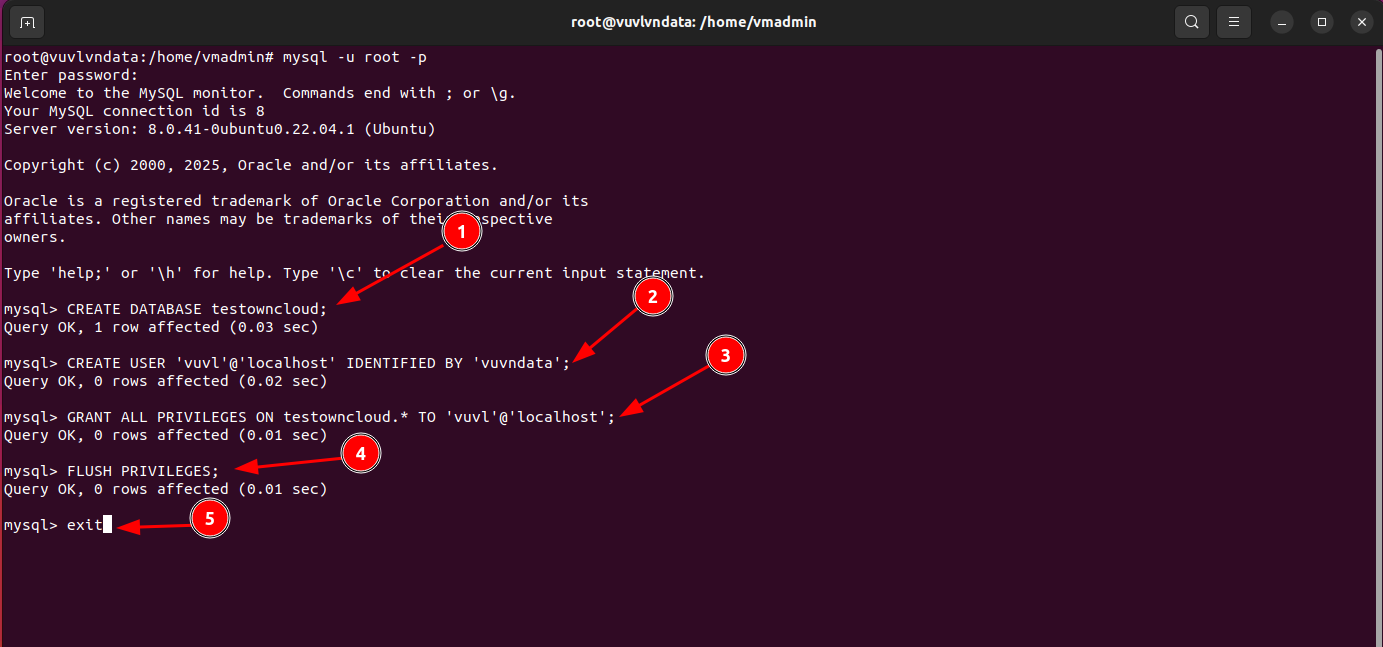 root@vuvlvndata: /home/vmadmin
root@vuvlvndata:/home/vmadmin# mysql -u root -p
Enter password:
Welcome to the MySQL monitor.  Commands end with ; or \g.
Your MySQL connection id is 8
Server version: 8.0.41-0ubuntu0.22.04.1 (Ubuntu)
Copyright (c) 2000, 2025, Oracle and/or its affiliates.
Oracle is a registered trademark of Oracle Corporation and/or its
affiliates. Other names may be trademarks of their respective
owners.
1
Type 'help;' or '\h' for help. Type '\c' to clear the current input statement.
2
mysql> CREATE DATABASE testowncloud;
Query OK, 1 row affected (0.03 sec)
3
mysql> CREATE USER 'vuvl'@'localhost' IDENTIFIED BY 'vuvndata';
Query OK, 0 rows affected (0.02 sec)
mysql> GRANT ALL PRIVILEGES ON testowncloud.* TO 'vuvl'@'localhost';
Query OK, 0 rows affected (0.01 sec)
4
mysql> FLUSH PRIVILEGES;
Query OK, 0 rows affected (0.01 sec)
5
mysql> exit